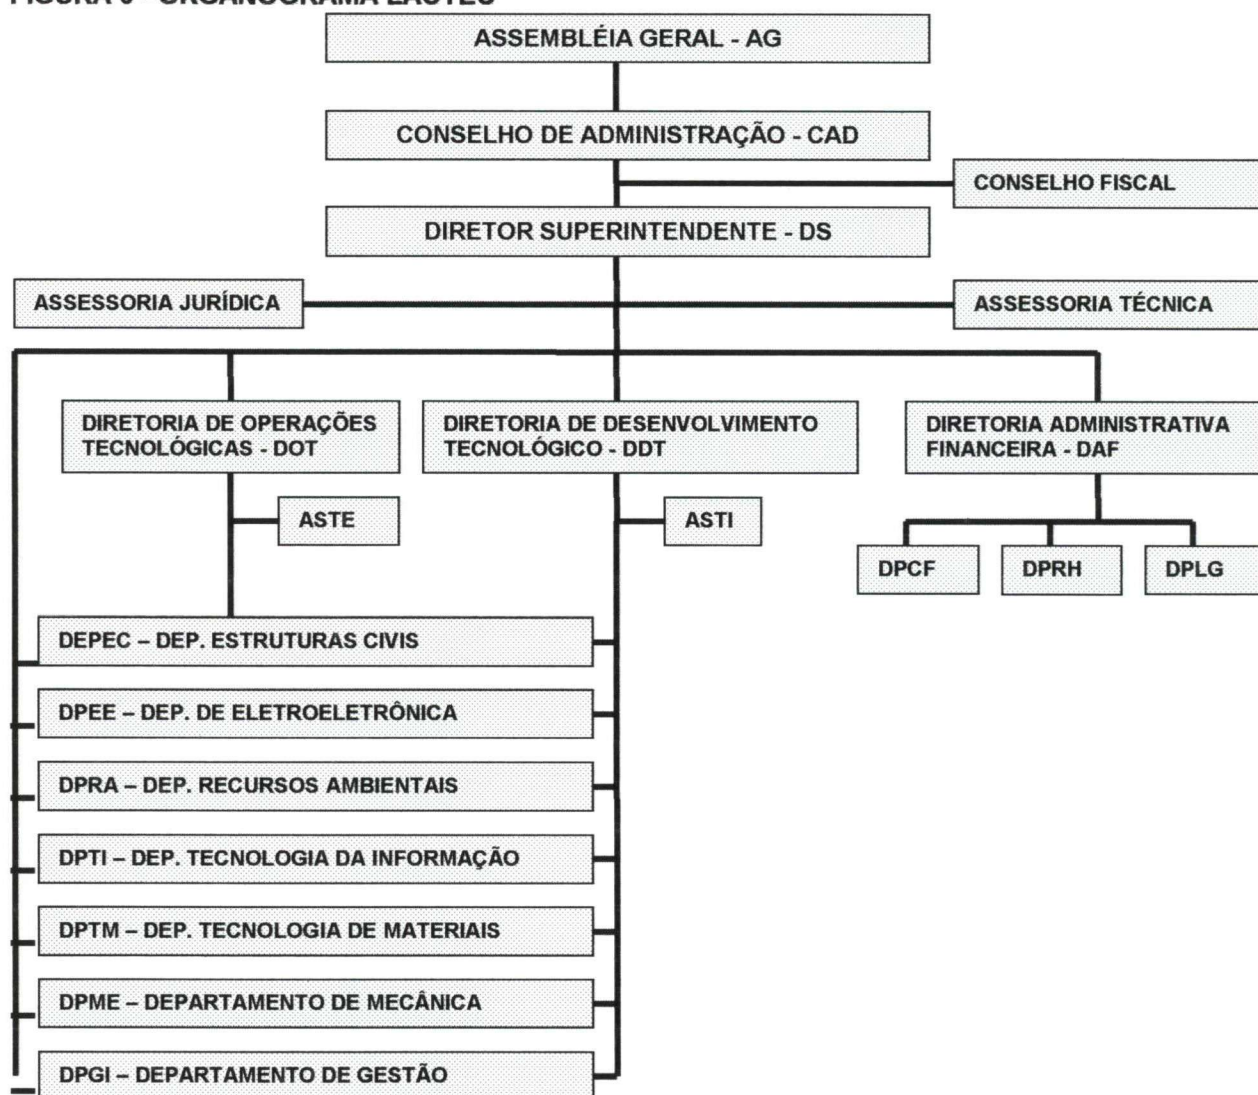 ASSEMBLÉIA GERAL - AG
CONSELHO DE ADMINISTRAÇÃO - CAD
CONSELHO FISCAL
DIRETOR SUPERINTENDENTE - DS
ASSESSORIA JURÍDICA
ASSESSORIA TÉCNICA
DIRETORIA DE OPERAÇÕES
TECNOLÓGICAS - DOT
DIRETORIA DE DESENVOLVIMENTO
TECNOLÓGICO - DDT
DIRETORIA ADMINISTRATIVA
FINANCEIRA - DAF
ASTE
ASTI
DPCF
DPRH
DPLG
DEPEC – DEP. ESTRUTURAS CIVIS
DPEE – DEP. DE ELETROELETRÔNICA
DPRA – DEP. RECURSOS AMBIENTAIS
DPTI – DEP. TECNOLOGIA DA INFORMAÇÃO
DPTM – DEP. TECNOLOGIA DE MATERIAIS
DPME – DEPARTAMENTO DE MECÂNICA
DPGI – DEPARTAMENTO DE GESTÃO